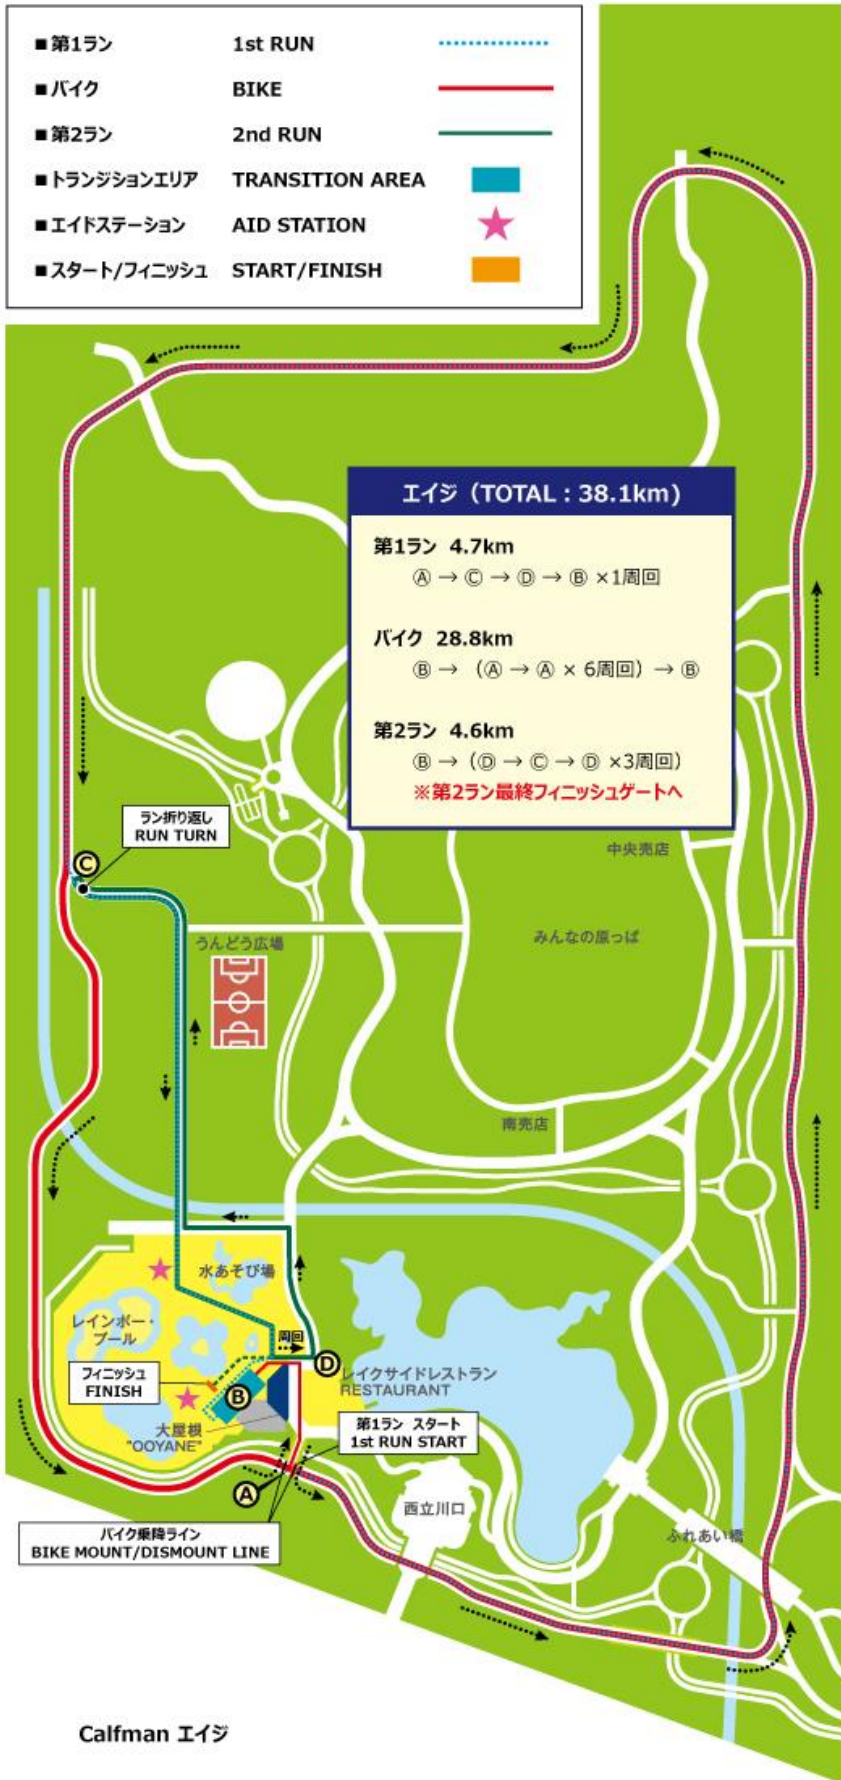 ■第1ラン 1st RUN
■バイク BIKE
■第2ラン 2nd RUN
■トランジションエリア TRANSITION AREA
■エイドステーション AID STATION
■スタート/フィニッシュ START/FINISH
エイジ（TOTAL：38.1km）
第1ラン 4.7km
Ⓐ → Ⓒ → Ⓓ → Ⓑ ×1周回
バイク 28.8km
Ⓑ → （Ⓐ → Ⓐ × 6周回）→ Ⓑ
第2ラン 4.6km
Ⓑ →（Ⓓ → Ⓒ → Ⓓ ×3周回）
※第2ラン最終フィニッシュゲートへ
ラン折り返し
RUN TURN
Ⓒ
中央売店
うんどう広場
みんなの原っぱ
南売店
水あそび場
レインボー・
プール
周回
Ⓓ
レイクサイドレストラン
RESTAURANT
フィニッシュ
FINISH
Ⓑ
大屋根
"OOYANE"
第1ラン スタート
1st RUN START
Ⓐ
西立川口
バイク乗降ライン
BIKE MOUNT/DISMOUNT LINE
ふれあい橋
Calfman エイジ